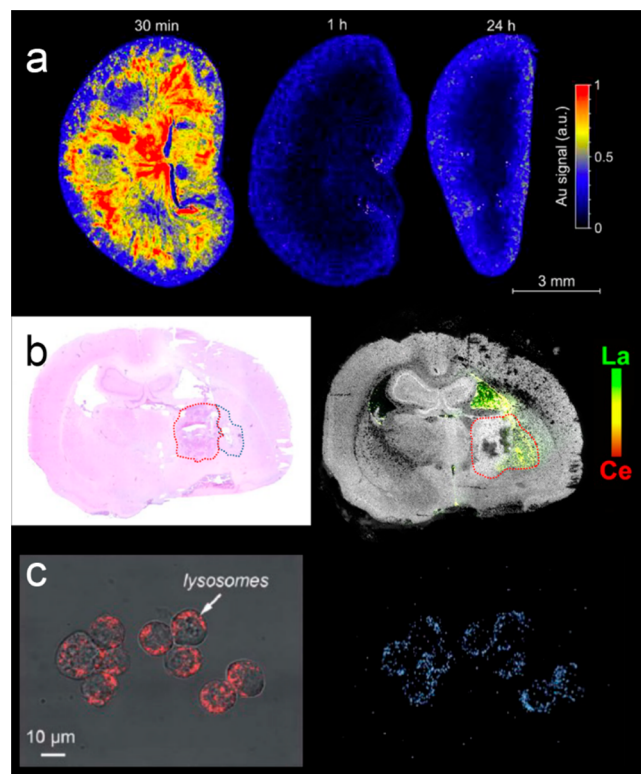 a
30 min
1 h
24 h
1
0.5
0
Au signal (a.u.)
3 mm
b
La
Ce
c
lysosomes
10 µm